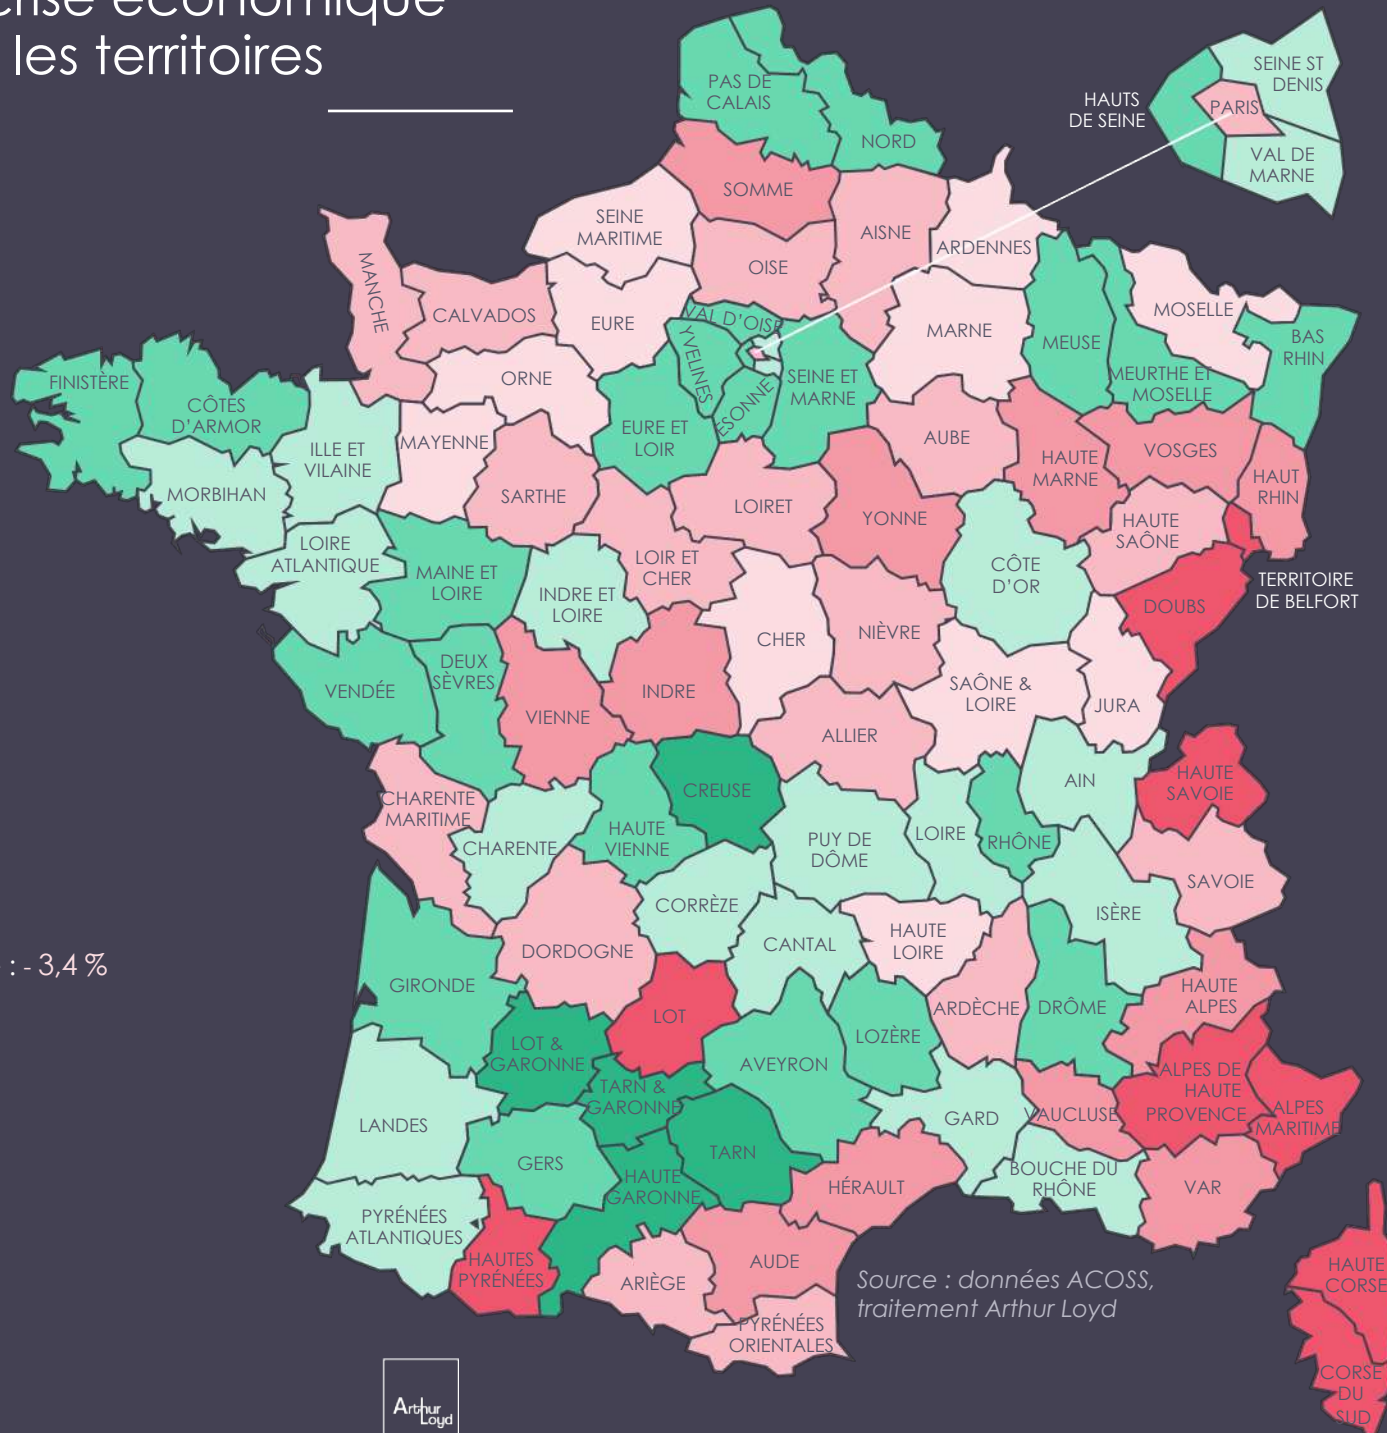 crise économique
les territoires
HAUTS
DE SEINE
SEINE ST
DENIS
PARIS
VAL DE
MARNE
PAS DE
CALAIS
NORD
SOMME
SEINE
MARITIME
AISNE
ARDENNES
OISE
MANCHE
CALVADOS
EURE
VAL D'OISE
MARNE
MOSELLE
MEUSE
BAS
RHIN
YVELINES
ORNE
SEINE ET
MARNE
MEURTHE ET
MOSELLE
FINISTÈRE
CÔTES
D'ARMOR
ESONNE
EURE ET
LOIR
MAYENNE
ILLE ET
VILAINE
AUBE
VOSGES
HAUTE
MARNE
HAUT
RHIN
MORBIHAN
SARTHE
LOIRET
YONNE
HAUTE
SAÔNE
LOIRE
ATLANTIQUE
MAINE ET
LOIRE
LOIR ET
CHER
CÔTE
D'OR
TERRITOIRE
DE BELFORT
INDRE ET
LOIRE
DOUBS
CHER
NIÈVRE
VENDÉE
DEUX
SÈVRES
INDRE
SAÔNE &
LOIRE
JURA
VIENNE
ALLIER
CREUSE
AIN
HAUTE
SAVOIE
CHARENTE
MARITIME
HAUTE
VIENNE
CHARENTE
PUY DE
DÔME
LOIRE
RHÔNE
SAVOIE
CORRÈZE
ISÈRE
DORDOGNE
CANTAL
HAUTE
LOIRE
: - 3,4 %
GIRONDE
LOT
ARDÈCHE
DRÔME
HAUTE
ALPES
LOT &
GARONNE
LOZÈRE
AVEYRON
TARN &
GARONNE
ALPES DE
HAUTE
PROVENCE
ALPES
MARITIME
LANDES
GARD
VAUCLUSE
GERS
TARN
BOUCHE DU
RHÔNE
HAUTE
GARONNE
HÉRAULT
VAR
PYRÉNÉES
ATLANTIQUES
HAUTES
PYRÉNÉES
AUDE
ARIÈGE
Source : données ACOSS,
traitement Arthur Loyd
HAUTE
CORSE
PYRÉNÉES
ORIENTALES
CORSE
DU
SUD
Arthur
Loyd